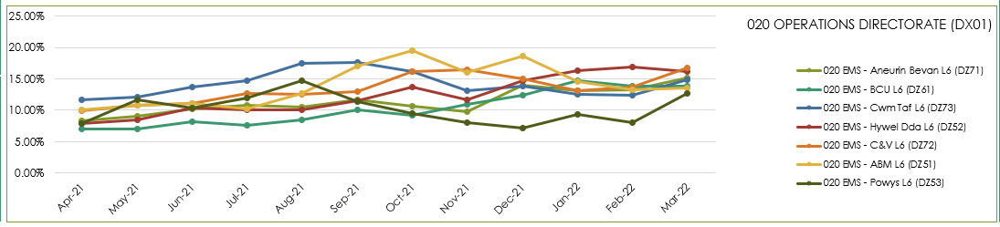 020 OPERATIONS DIRECTORATE (DX01)
25.00%
20.00%
15.00%
10.00%
5.00%
0.00%
Apr-21
May-21
Jun-21
Jul-21
Aug-21
Sep-21
Oct-21
Nov-21
Dec-21
Jan-22
Feb-22
Mar-22
020 EMS - Aneurin Bevan L6 (DZ71)
020 EMS - BCU L6 (DZ61)
020 EMS - Cwm Taf L6 (DZ73)
020 EMS - Hywel Dda L6 (DZ52)
020 EMS - C&V L6 (DZ72)
020 EMS - ABM L6 (DZ51)
020 EMS - Powys L6 (DZ53)